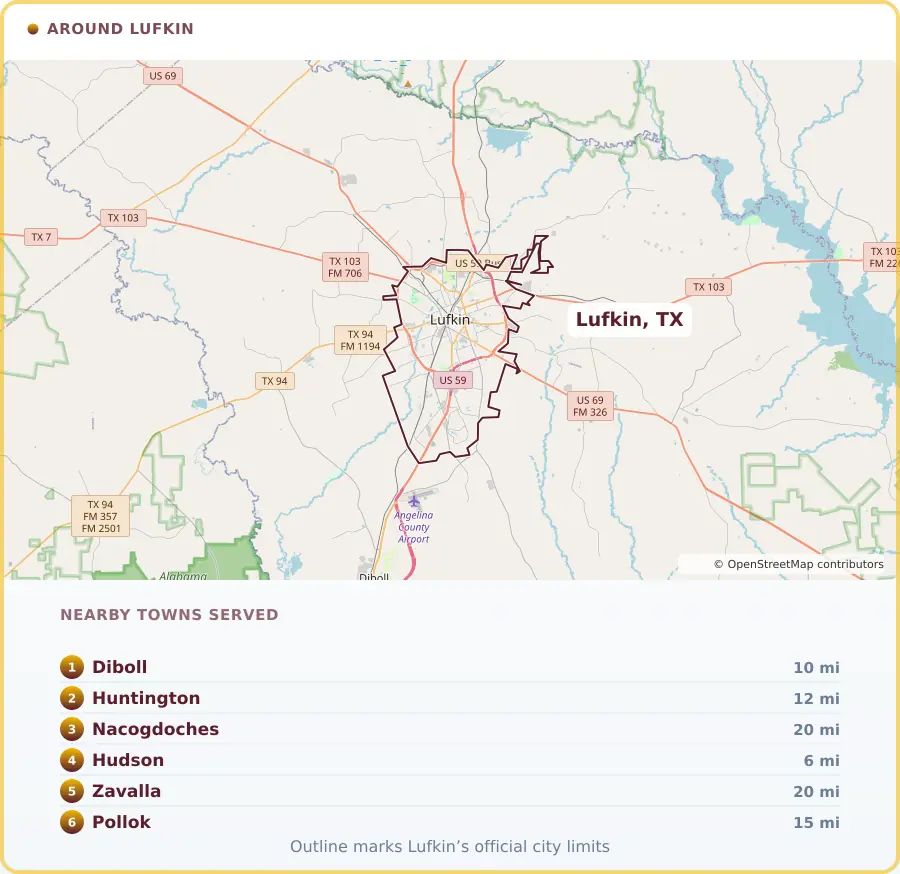 AROUND LUFKIN
US 69
TX 103
TX 7
TX 103
FM 706
US 59
TX 103
TX 103
Lufkin
Lufkin, TX
TX 94
FM 1194
TX 94
US 59
US 69
FM 326
TX 94
FM 357
FM 2501
Angelina
County
Airport
Alabama
Diboll
© OpenStreetMap contributors
NEARBY TOWNS SERVED
1 Diboll 10 mi
2 Huntington 12 mi
3 Nacogdoches 20 mi
4 Hudson 6 mi
5 Zavalla 20 mi
6 Pollok 15 mi
Outline marks Lufkin’s official city limits